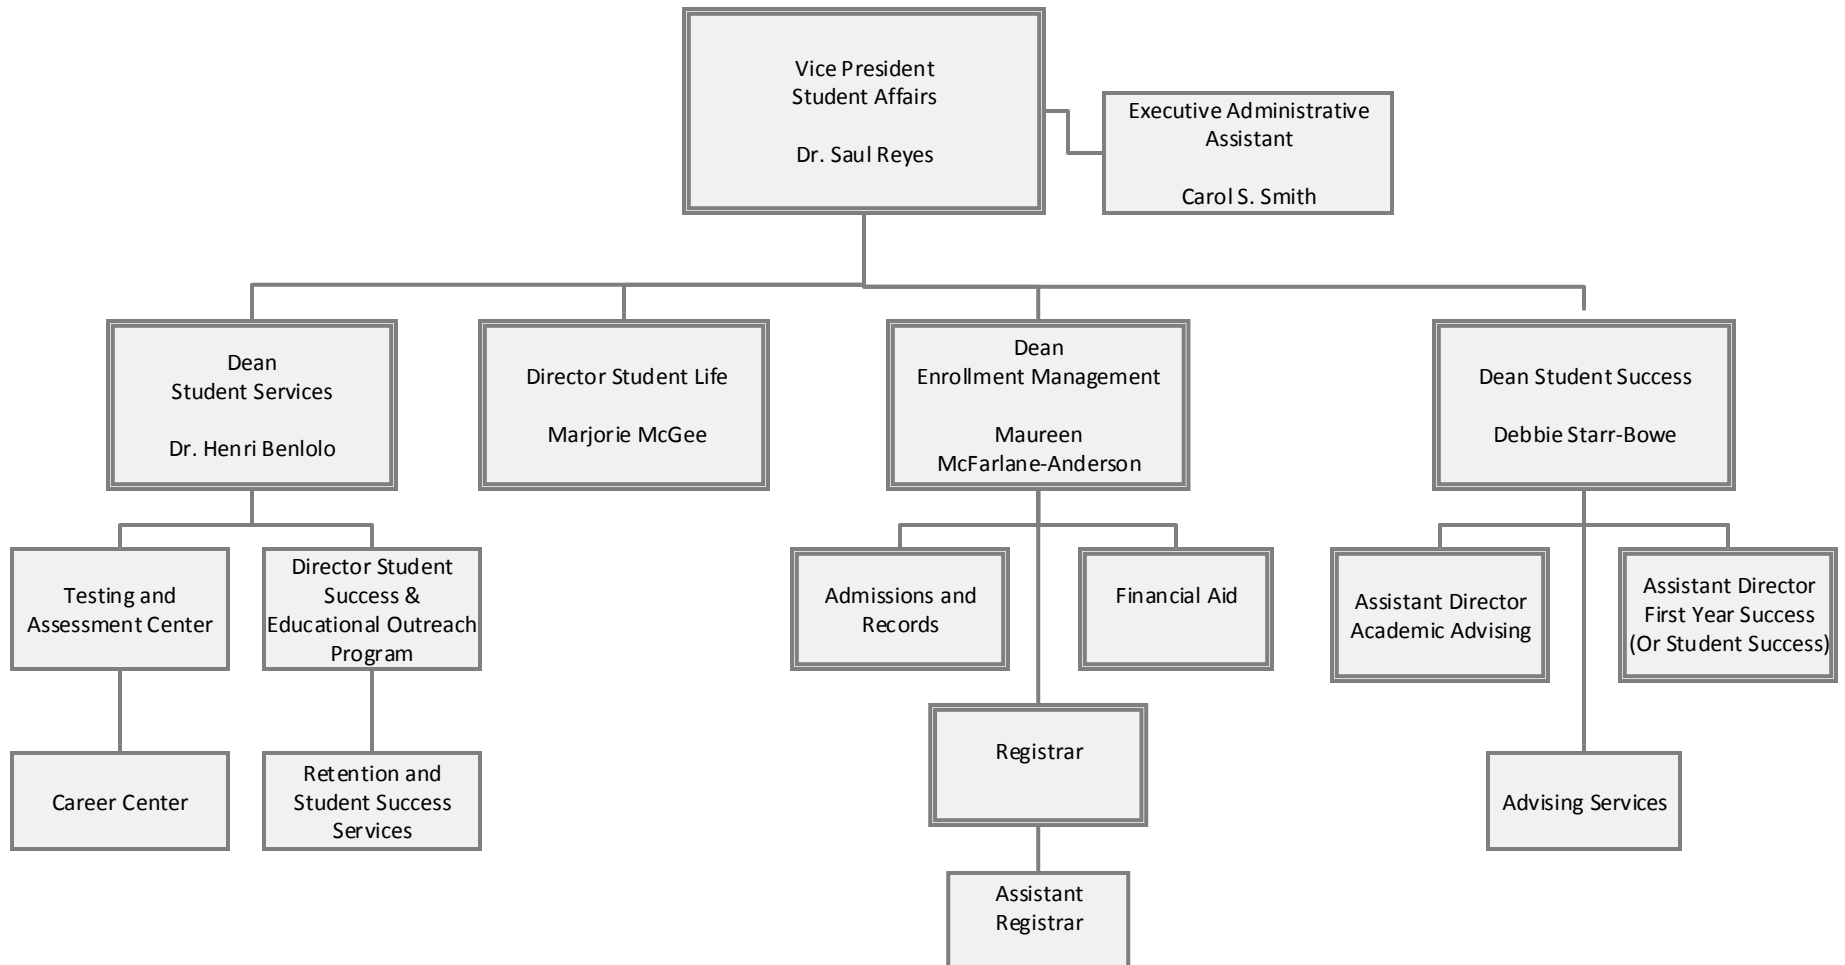 Vice President
Student Affairs
Dr. Saul Reyes
Executive Administrative
Assistant
Carol S. Smith
Dean
Student Services
Dr. Henri Benlolo
Director Student Life
Marjorie McGee
Dean
Enrollment Management
Maureen
McFarlane-Anderson
Dean Student Success
Debbie Starr-Bowe
Testing and
Assessment Center
Director Student
Success &
Educational Outreach
Program
Admissions and
Records
Financial Aid
Assistant Director
Academic Advising
Assistant Director
First Year Success
(Or Student Success)
Career Center
Retention and
Student Success
Services
Registrar
Advising Services
Assistant
Registrar